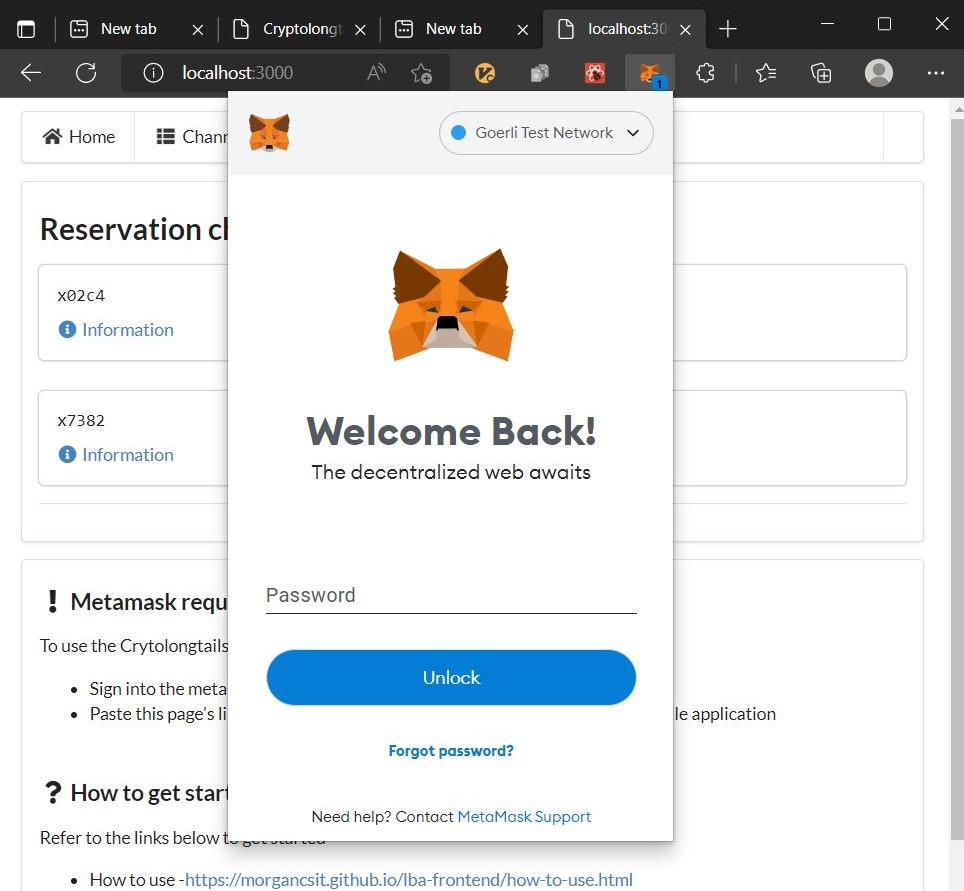 New tab
Cryptolongt
New tab
localhost:30
localhost:3000
1
Home
Chann
Goerli Test Network
Reservation ch
x02c4
Information
x7382
Information
Welcome Back!
The decentralized web awaits
Password
Unlock
Forgot password?
Need help? Contact MetaMask Support
Metamask requ
To use the Crytolongtails
Sign into the meta
Paste this page's li
le application
How to get start
Refer to the links below to get started
How to use -https://morgancsit.github.io/lba-frontend/how-to-use.html